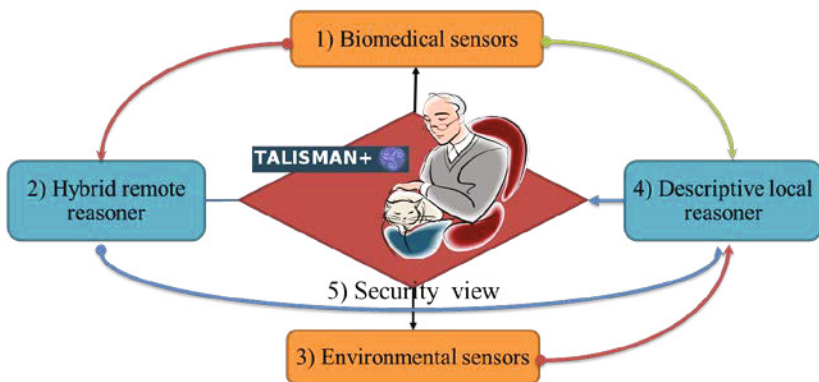 1) Biomedical sensors
TALISMAN+
2) Hybrid remote
reasoner
4) Descriptive local
reasoner
5) Security view
3) Environmental sensors